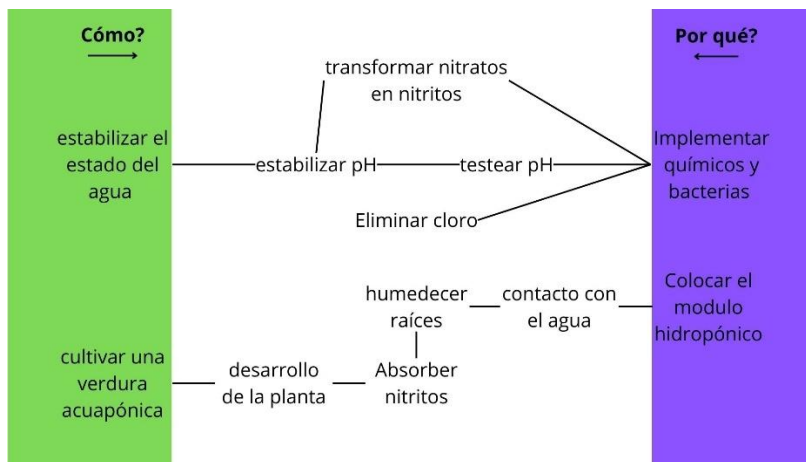 Cómo?
Por qué?
transformar nitratos
en nitritos
estabilizar el
estado del
agua
estabilizar pH
testear pH
Implementar
químicos y
bacterias
Eliminar cloro
humedecer
raíces
contacto con
el agua
Colocar el
modulo
hidropónico
cultivar una
verdura
acuapónica
desarrollo
de la planta
Absorber
nitritos